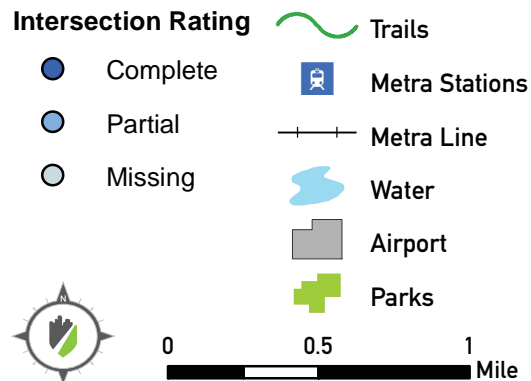 Intersection Rating
Complete
Partial
Missing
Trails
Metra Stations
Metra Line
Water
Airport
Parks
N
0 0.5 1
Mile